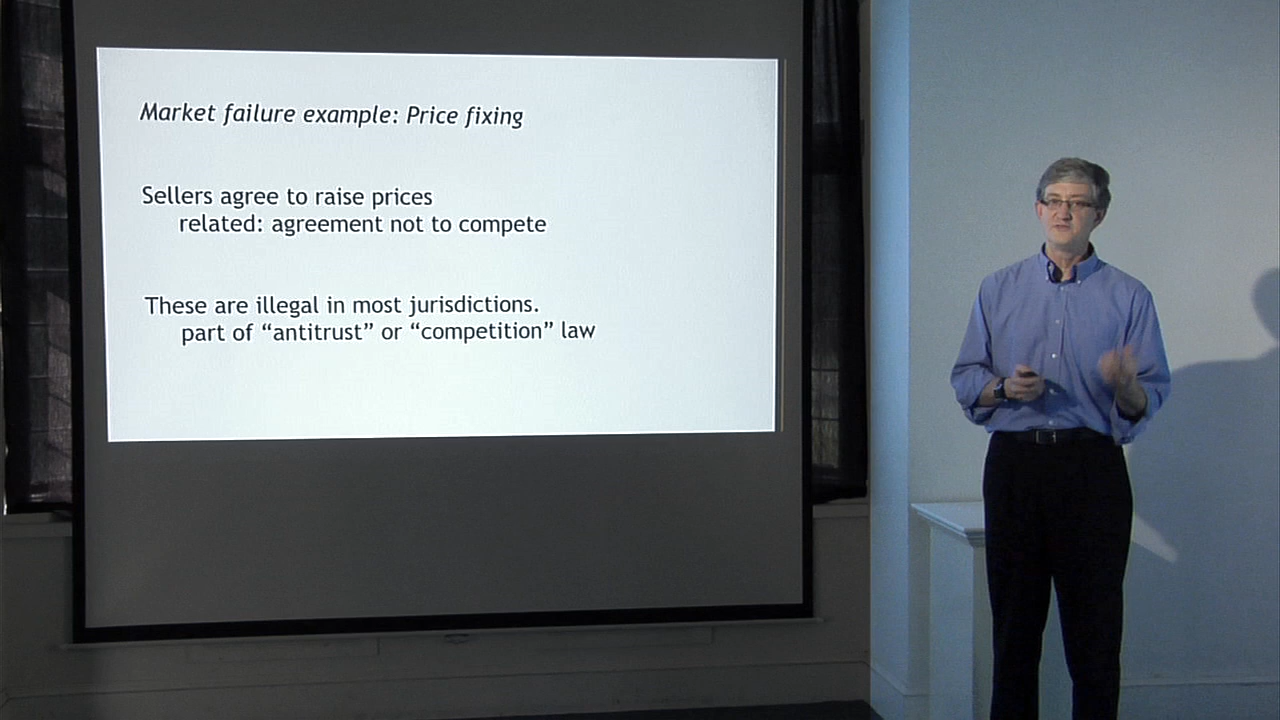 Market failure example: Price fixing
Sellers agree to raise prices
related: agreement not to compete
These are illegal in most jurisdictions.
part of “antitrust” or “competition” law